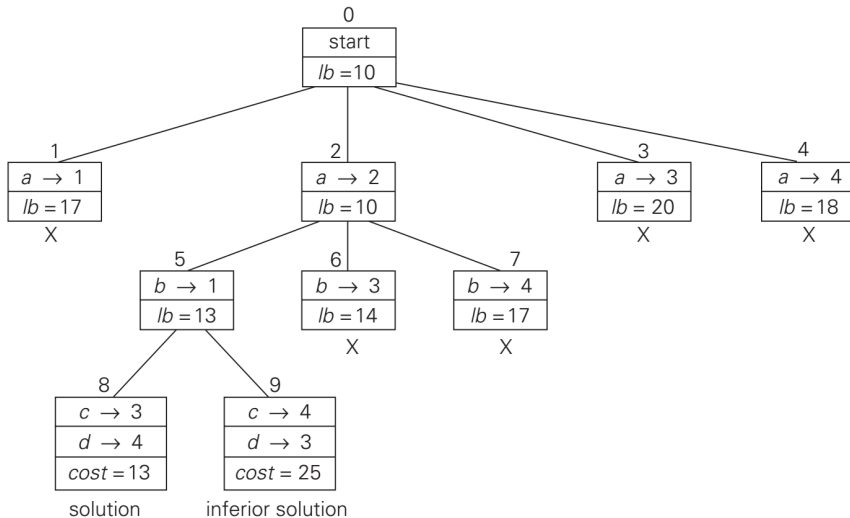 0
start
lb = 10
1
2
3
4
a → 1
a → 2
a → 3
a → 4
lb = 17
lb = 10
lb = 20
lb = 18
X
X
X
5
6
7
b → 1
b → 3
b → 4
lb = 13
lb = 14
lb = 17
X
X
8
9
c → 3
c → 4
d → 4
d → 3
cost = 13
cost = 25
solution
inferior solution